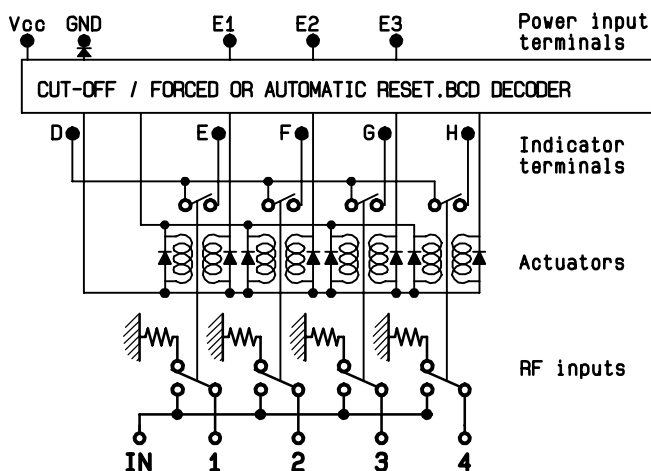 Vcc GND E1 E2 E3 Power input
terminals
CUT-OFF / FORCED OR AUTOMATIC RESET.BCD DECODER
D E F G H Indicator
terminals
Actuators
RF inputs
IN 1 2 3 4